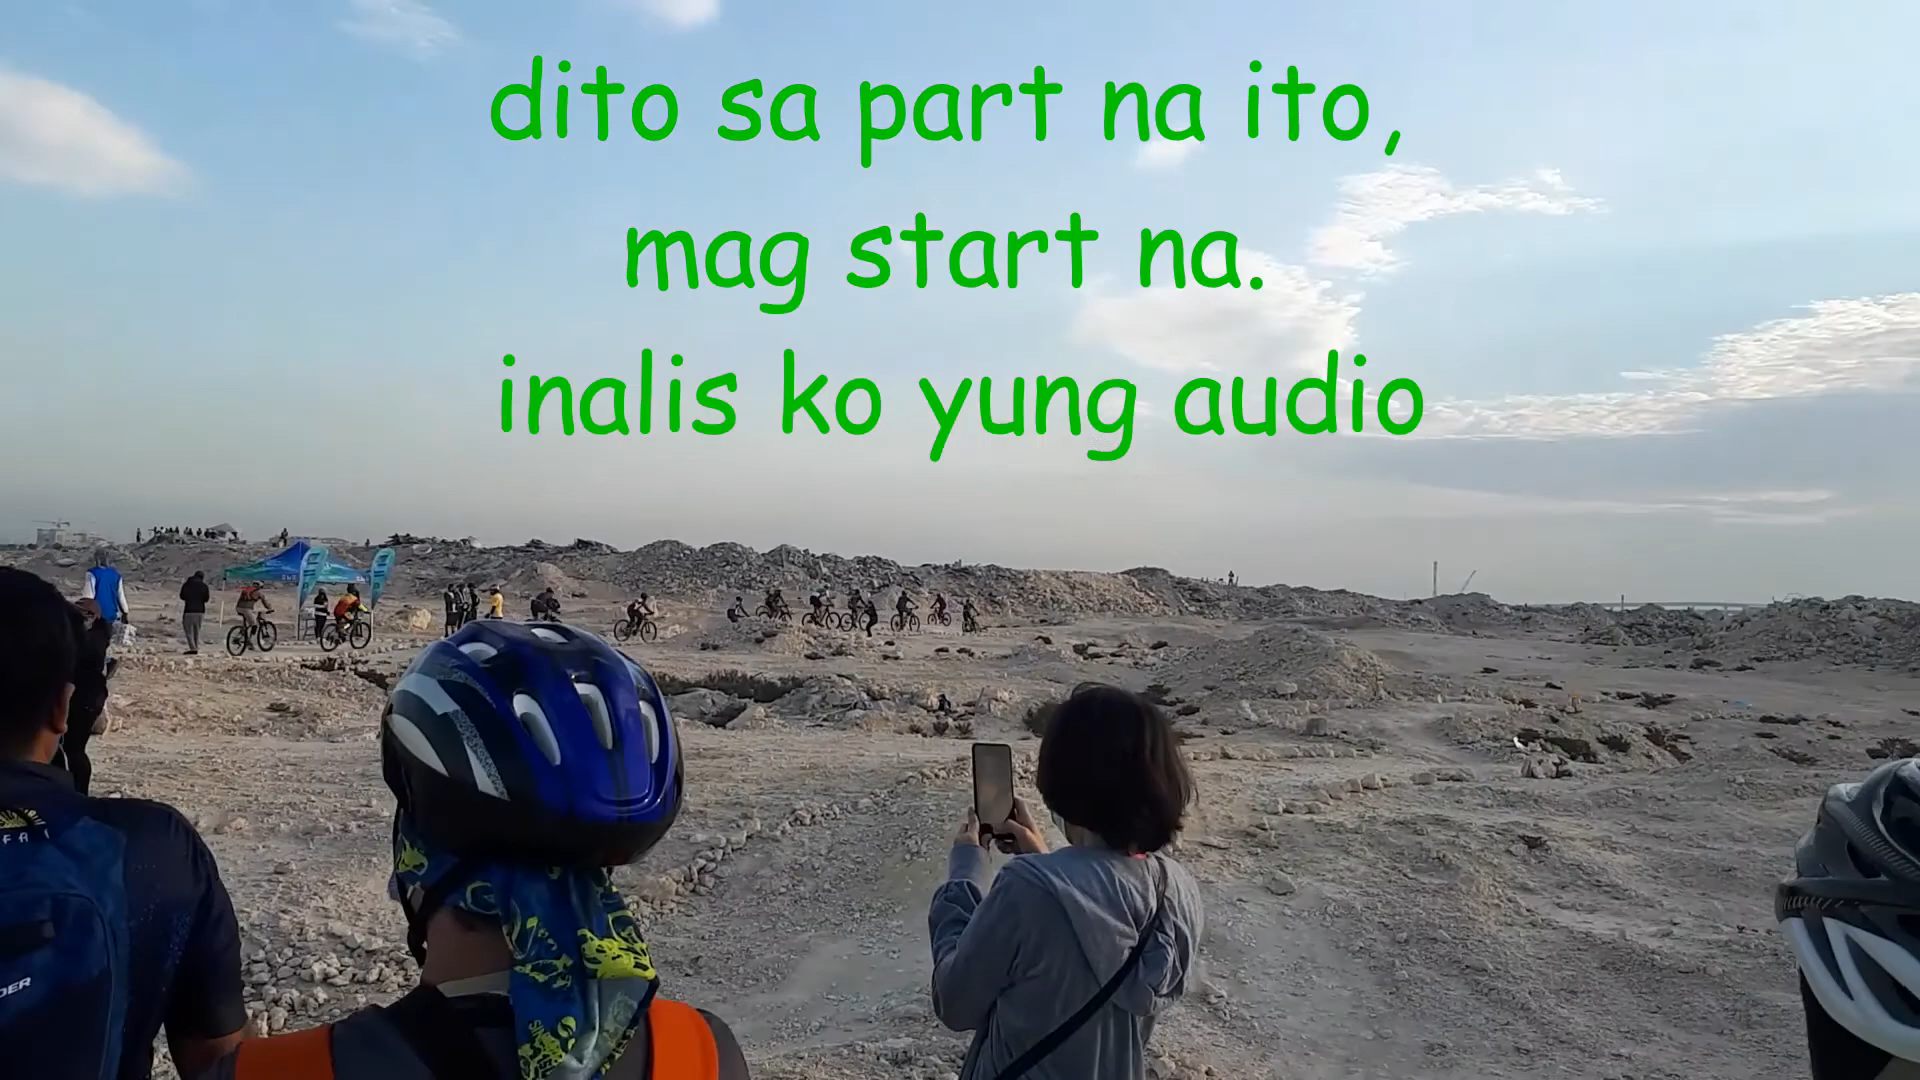 dito sa part na ito,
mag start na.
inalis ko yung audio